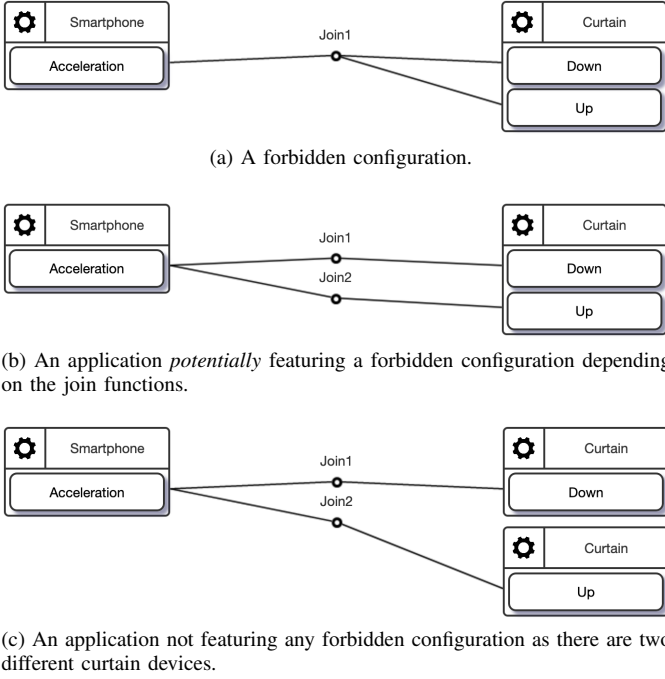 Smartphone
Join1
Curtain
Acceleration
Down
Up
(a) A forbidden configuration.
Smartphone
Join1
Curtain
Acceleration
Join2
Down
Up
(b) An application potentially featuring a forbidden configuration depending
on the join functions.
Smartphone
Join1
Curtain
Acceleration
Join2
Down
Curtain
Up
(c) An application not featuring any forbidden configuration as there are two
different curtain devices.